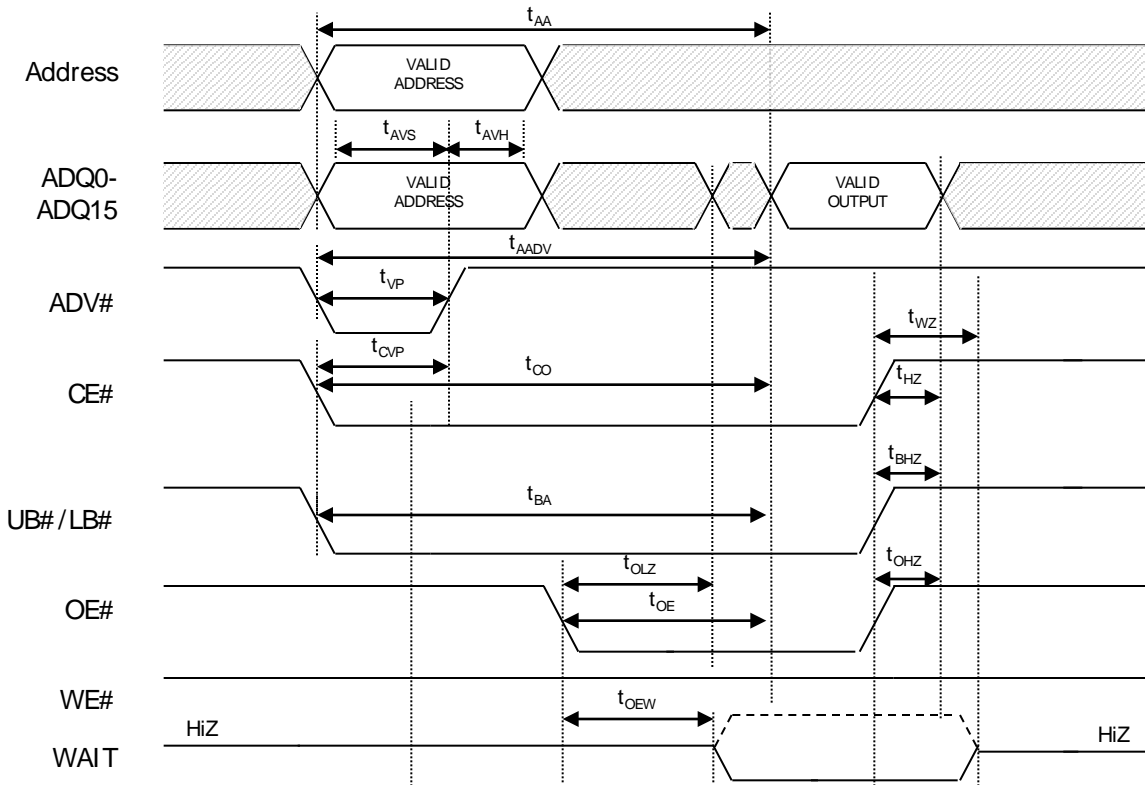 tAA
Address
VALID
ADDRESS
tAVS
tAVH
ADQ0-
ADQ15
VALID
ADDRESS
VALID
OUTPUT
tAADV
ADV#
tVP
tWZ
tCVP
tCO
CE#
tHZ
tBHZ
UB# / LB#
tBA
tOLZ
tOHZ
OE#
tOE
WE#
tOEW
HiZ
HiZ
WAIT